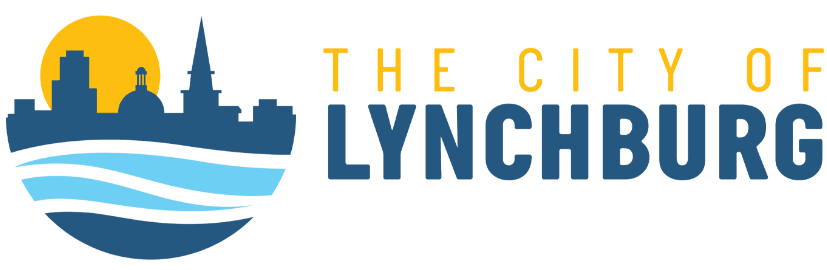 THE CITY OF
LYNCHBURG